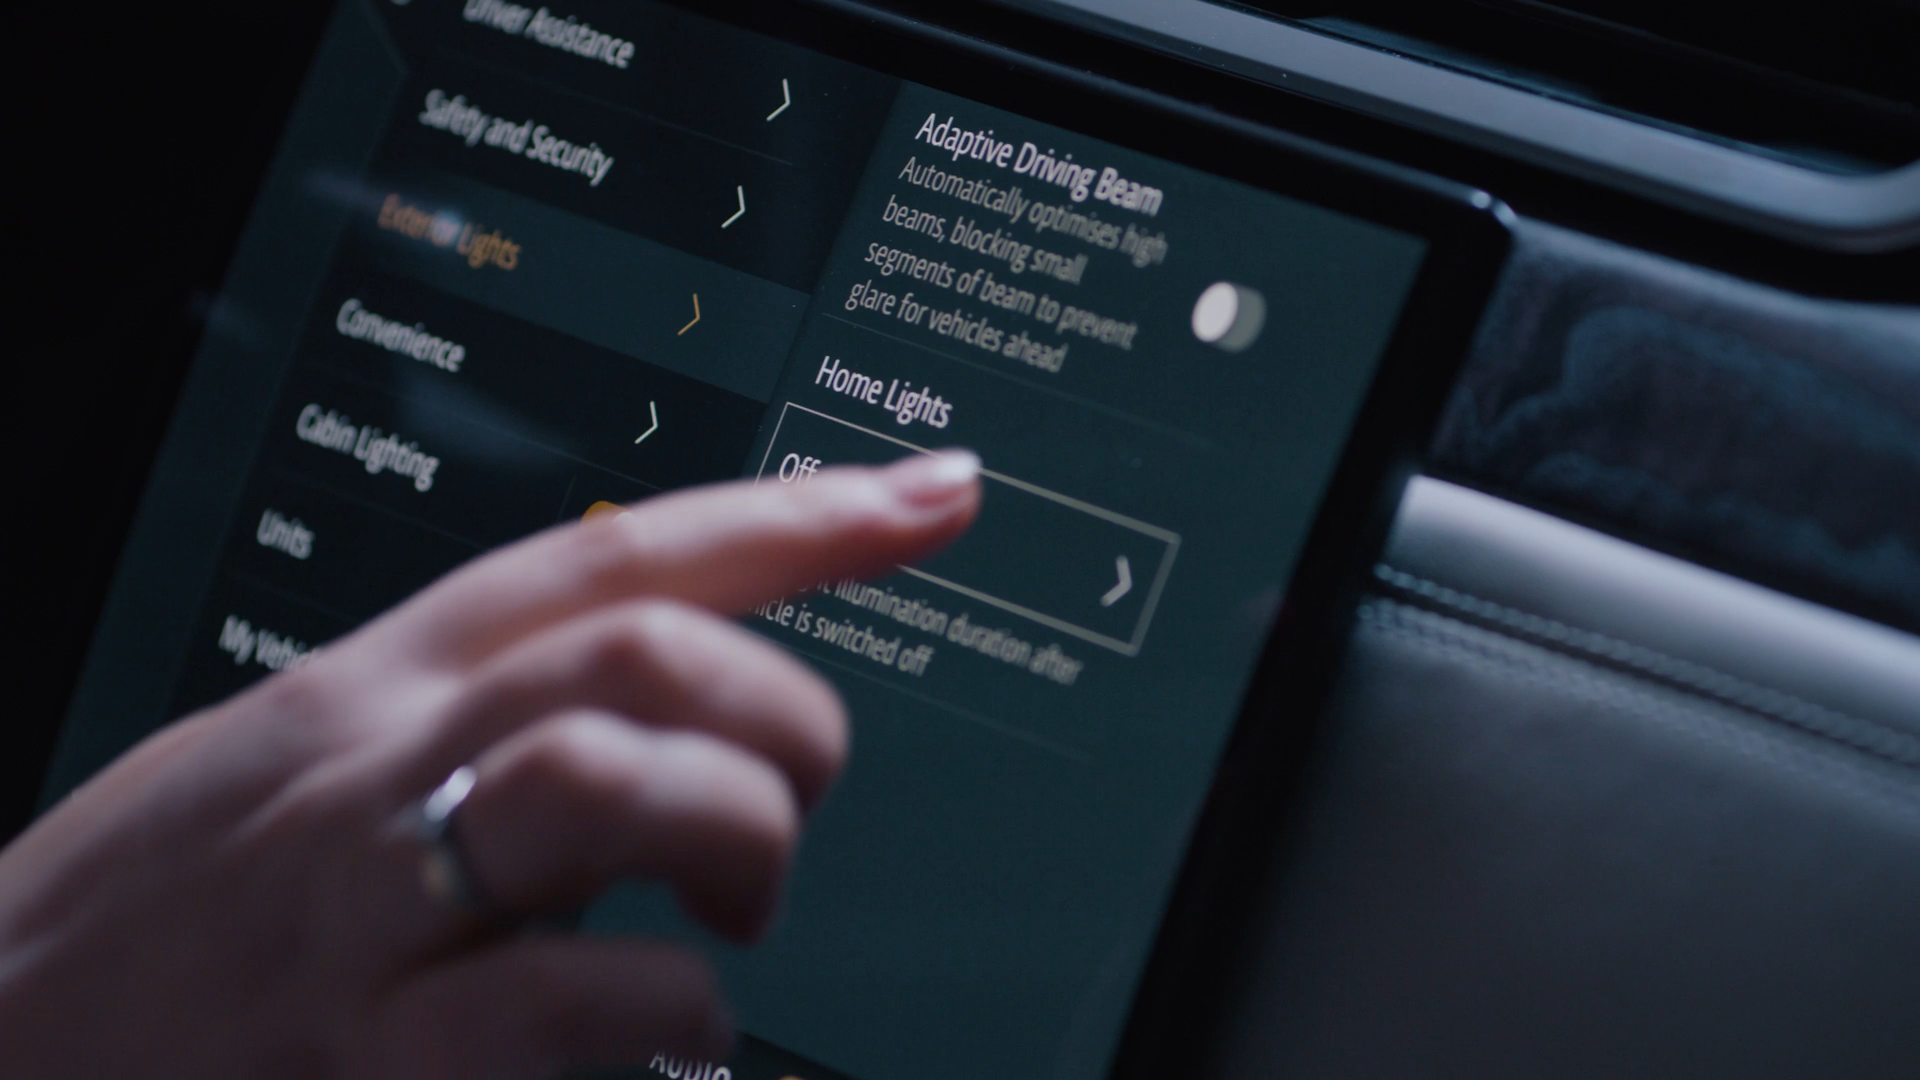 Driver Assistance
Safety and Security
Exterior Lights
Convenience
Cabin Lighting
Units
My Vehicle
Adaptive Driving Beam
Automatically optimises high
beams, blocking small
segments of beam to prevent
glare for vehicles ahead
Home Lights
Off
illumination duration after
is switched off
AUDIO